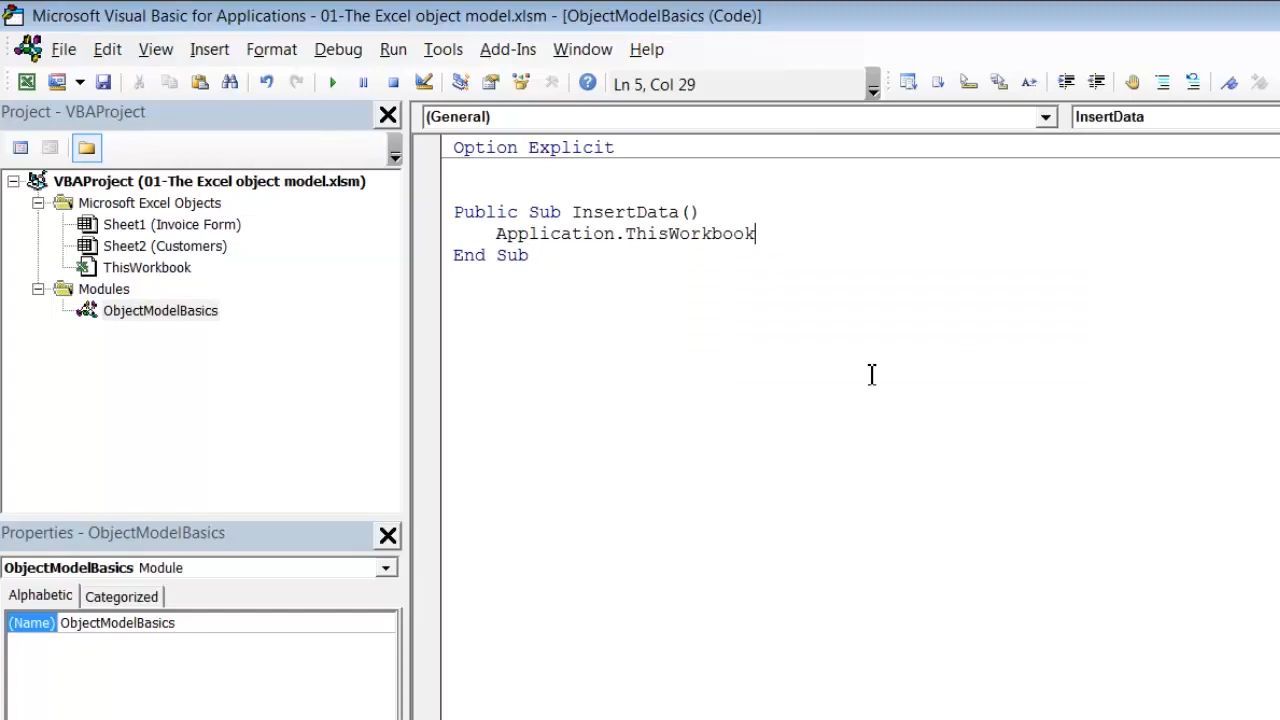 Microsoft Visual Basic for Applications - 01-The Excel object model.xlsm - [ObjectModelBasics (Code)]
File Edit View Insert Format Debug Run Tools Add-Ins Window Help
Ln 5, Col 29
Project - VBAProject
(General) InsertData
VBAProject (01-The Excel object model.xlsm)
Microsoft Excel Objects
Sheet1 (Invoice Form)
Sheet2 (Customers)
ThisWorkbook
Modules
ObjectModelBasics
Option Explicit
Public Sub InsertData()
Application.ThisWorkbook
End Sub
Properties - ObjectModelBasics
ObjectModelBasics Module
Alphabetic Categorized
(Name) ObjectModelBasics